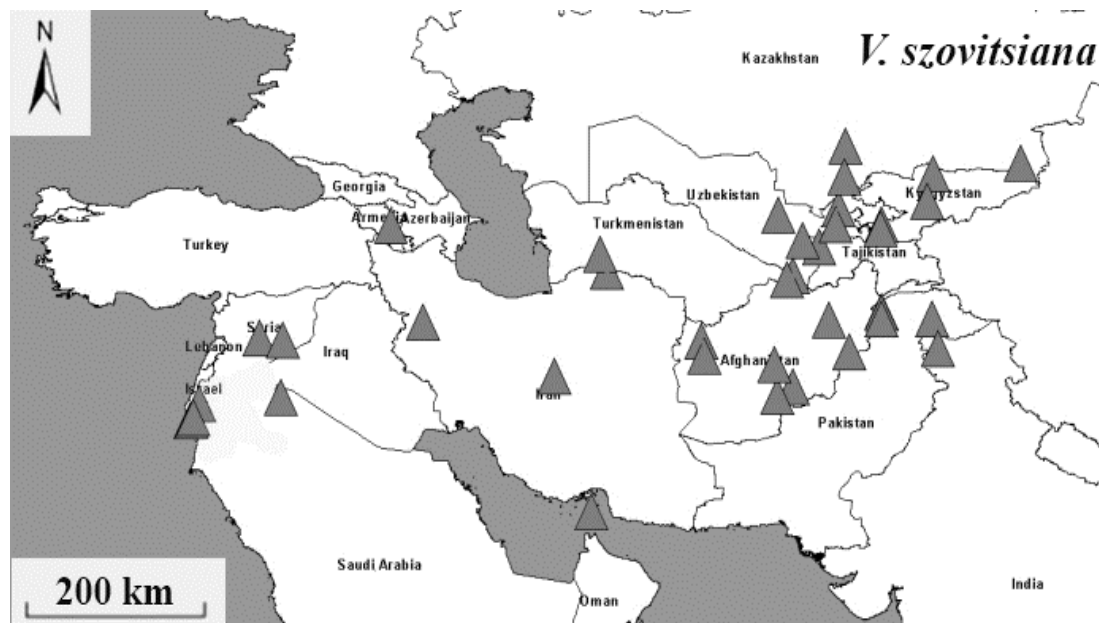 N
V. szovitsiana
Kazakhstan
Georgia
Uzbekistan
Kyrgyzstan
Armenia
Azerbaijan
Turkmenistan
Turkey
Tajikistan
Syria
Lebanon
Iraq
Afghanistan
Israel
Iran
Pakistan
Saudi Arabia
200 km
Oman
India